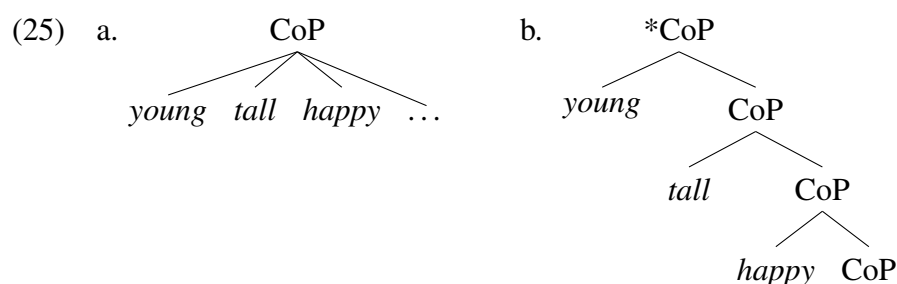 (25) a. CoP b. *CoP
young tall happy … young CoP
tall CoP
happy CoP